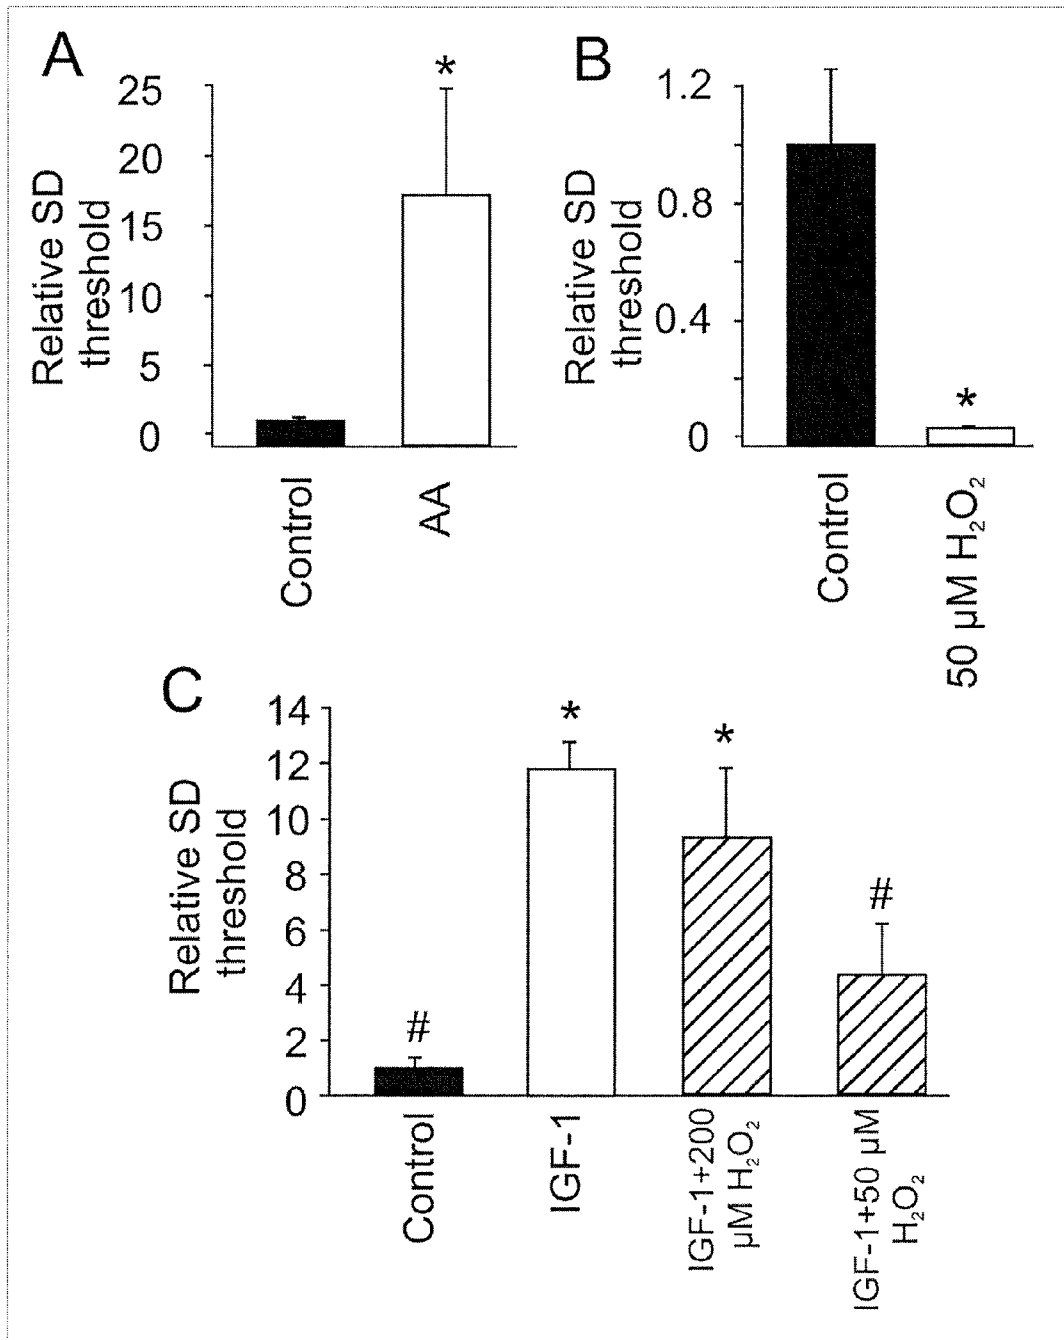 A
Relative SD
threshold
25
20
15
10
5
0
*
Control
AA
B
Relative SD
threshold
1.2
0.8
0.4
0
*
Control
50 µM H₂O₂
C
Relative SD
threshold
14
12
10
8
6
4
2
0
#
*
*
#
Control
IGF-1
IGF-1+200
µM H₂O₂
IGF-1+50 µM
H₂O₂